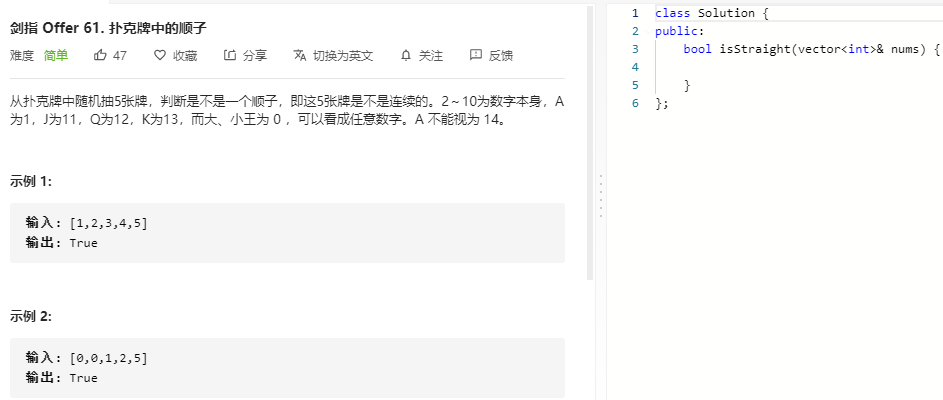 剑指 Offer 61. 扑克牌中的顺子
难度 简单 47 收藏 分享 切换为英文 关注 反馈
从扑克牌中随机抽5张牌，判断是不是一个顺子，即这5张牌是不是连续的。2～10为数字本身，A
为1，J为11，Q为12，K为13，而大、小王为 0 ，可以看成任意数字。A 不能视为 14。
示例 1:
输入: [1,2,3,4,5]
输出: True
示例 2:
输入: [0,0,1,2,5]
输出: True
1 class Solution {
2 public:
3     bool isStraight(vector<int>& nums) {
4
5     }
6 };